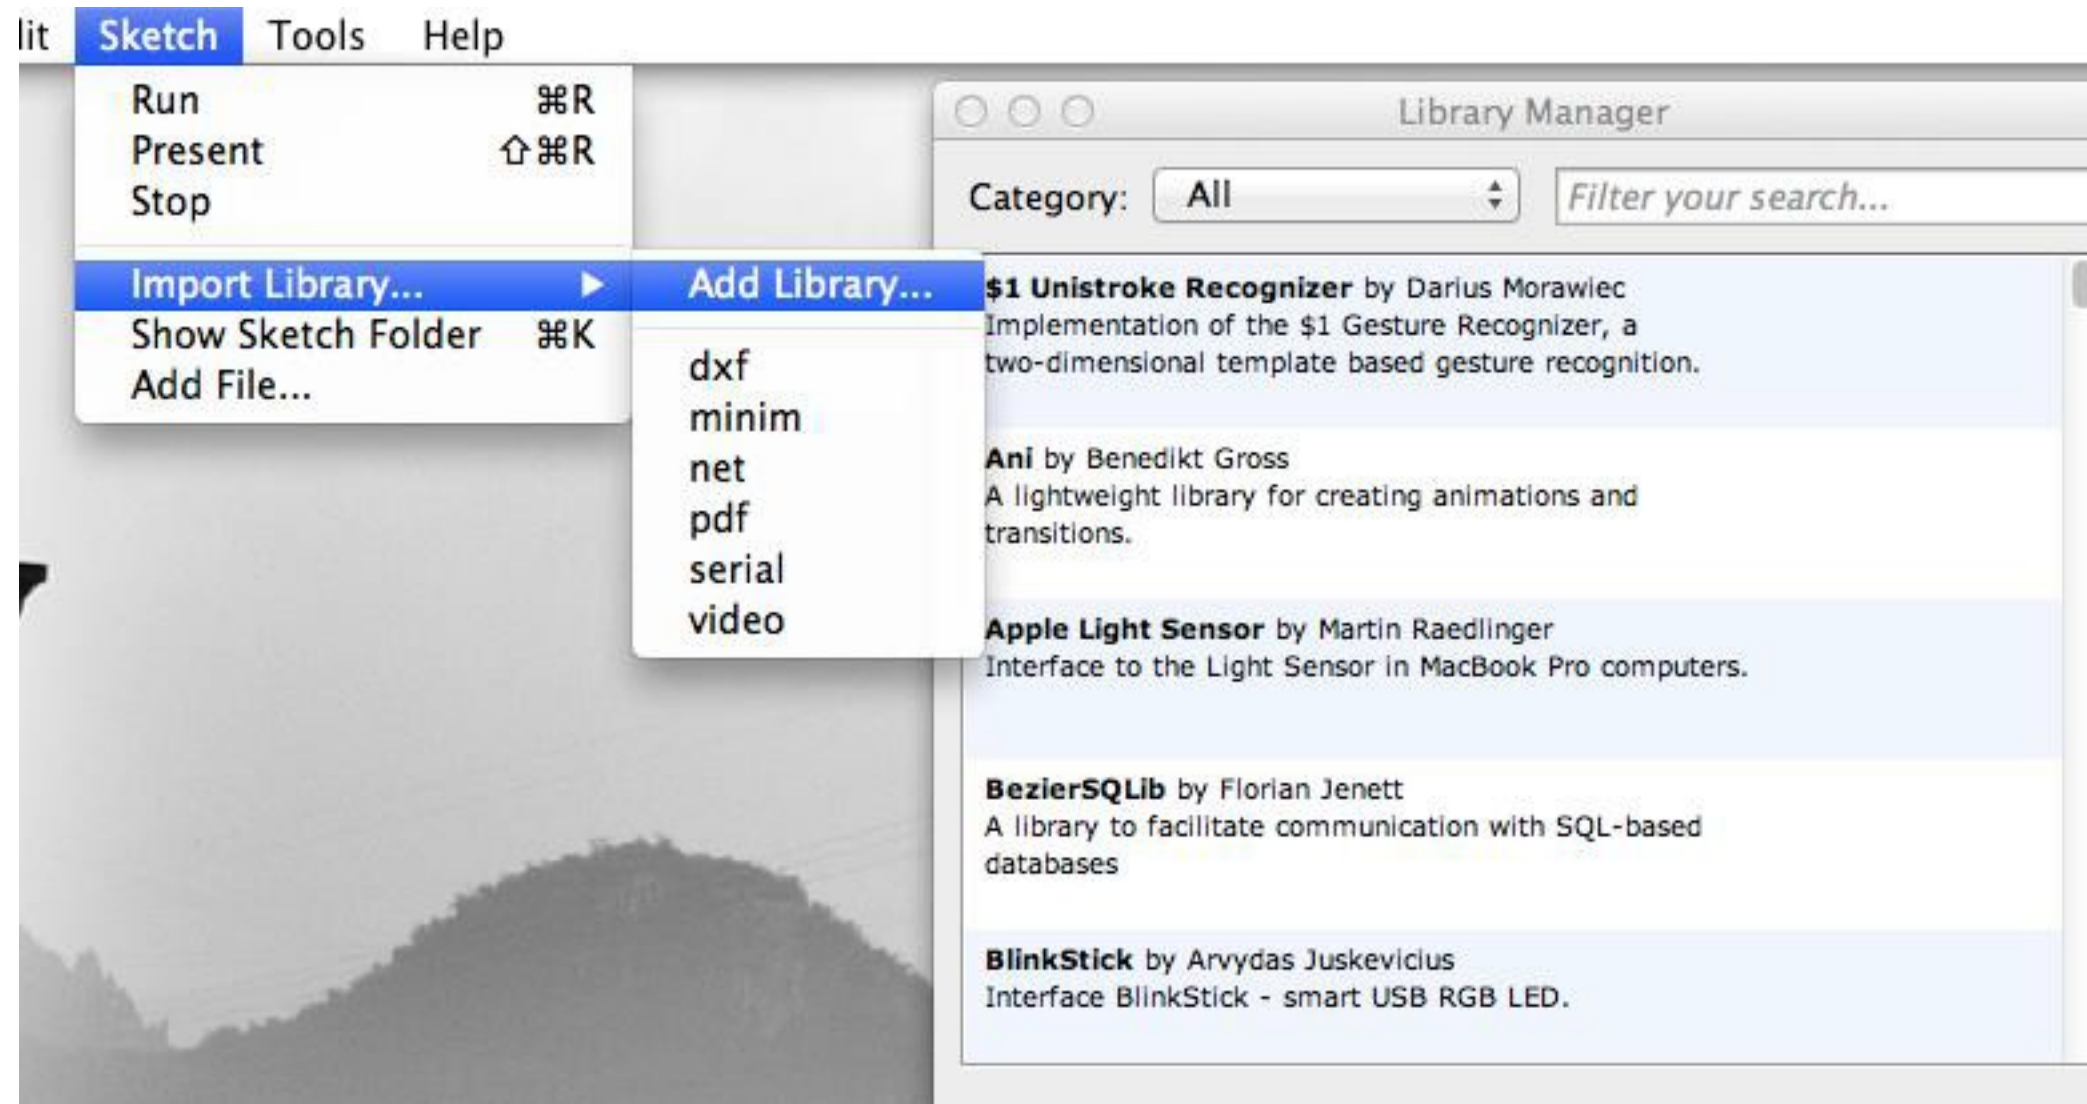 lit Sketch Tools Help
Run ⌘R
Present ⇧⌘R
Stop
Import Library... ▶
Show Sketch Folder ⌘K
Add File...
Add Library...
dxf
minim
net
pdf
serial
video
Library Manager
Category: All Filter your search...
$1 Unistroke Recognizer by Darius Morawiec
Implementation of the $1 Gesture Recognizer, a
two-dimensional template based gesture recognition.
Ani by Benedikt Gross
A lightweight library for creating animations and
transitions.
Apple Light Sensor by Martin Raedlinger
Interface to the Light Sensor in MacBook Pro computers.
BezierSQLib by Florian Jenett
A library to facilitate communication with SQL-based
databases
BlinkStick by Arvydas Juskevicius
Interface BlinkStick - smart USB RGB LED.